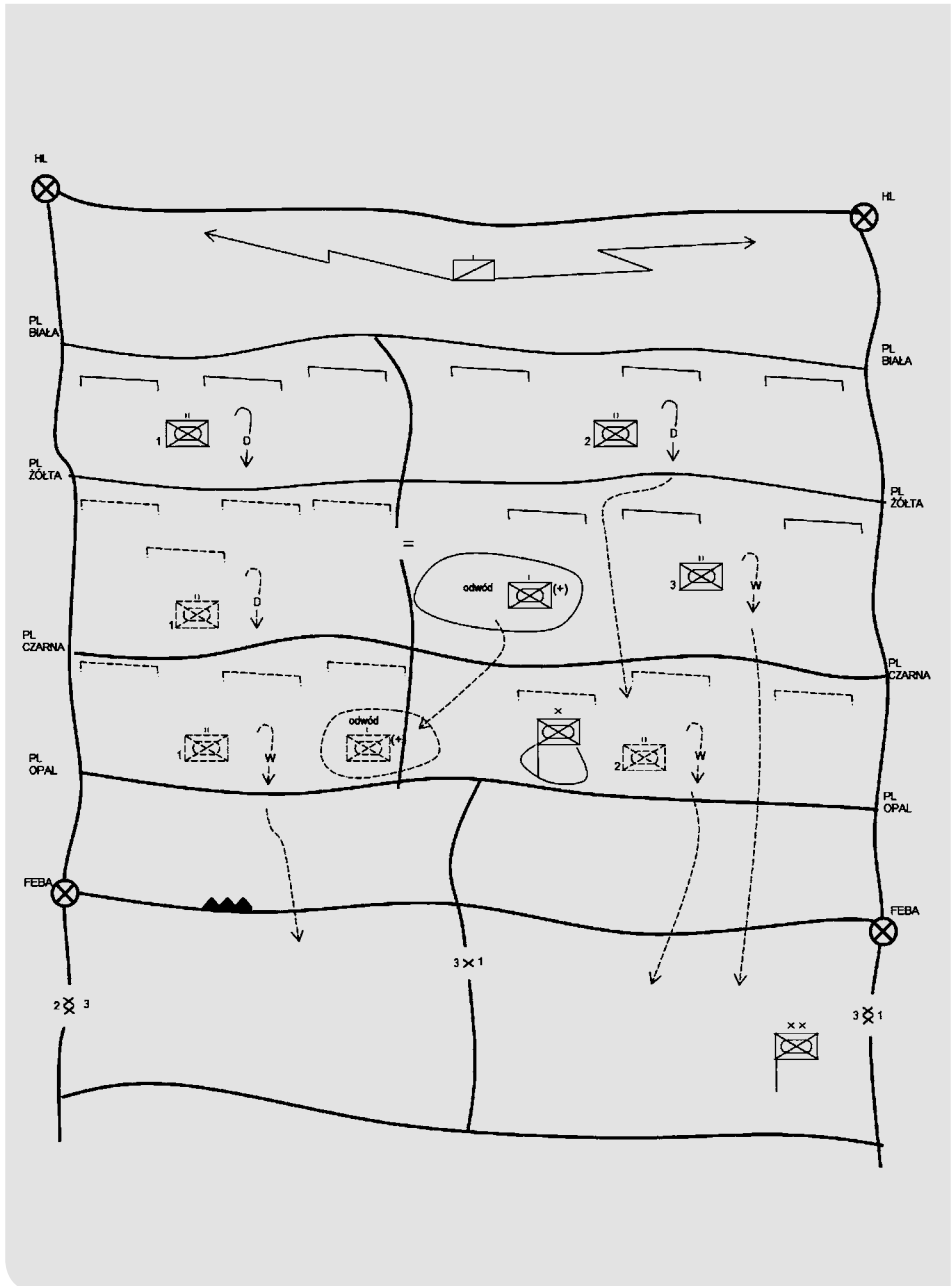 HL
HL
PL
BIAŁA
PL
BIAŁA
1
D
2
D
PL
ŻÓŁTA
PL
ŻÓŁTA
odwód
(+)
3
W
1
D
PL
CZARNA
PL
CZARNA
odwód
(+)
1
W
2
W
PL
OPAL
PL
OPAL
FEBA
FEBA
3 1
2 3
3 1